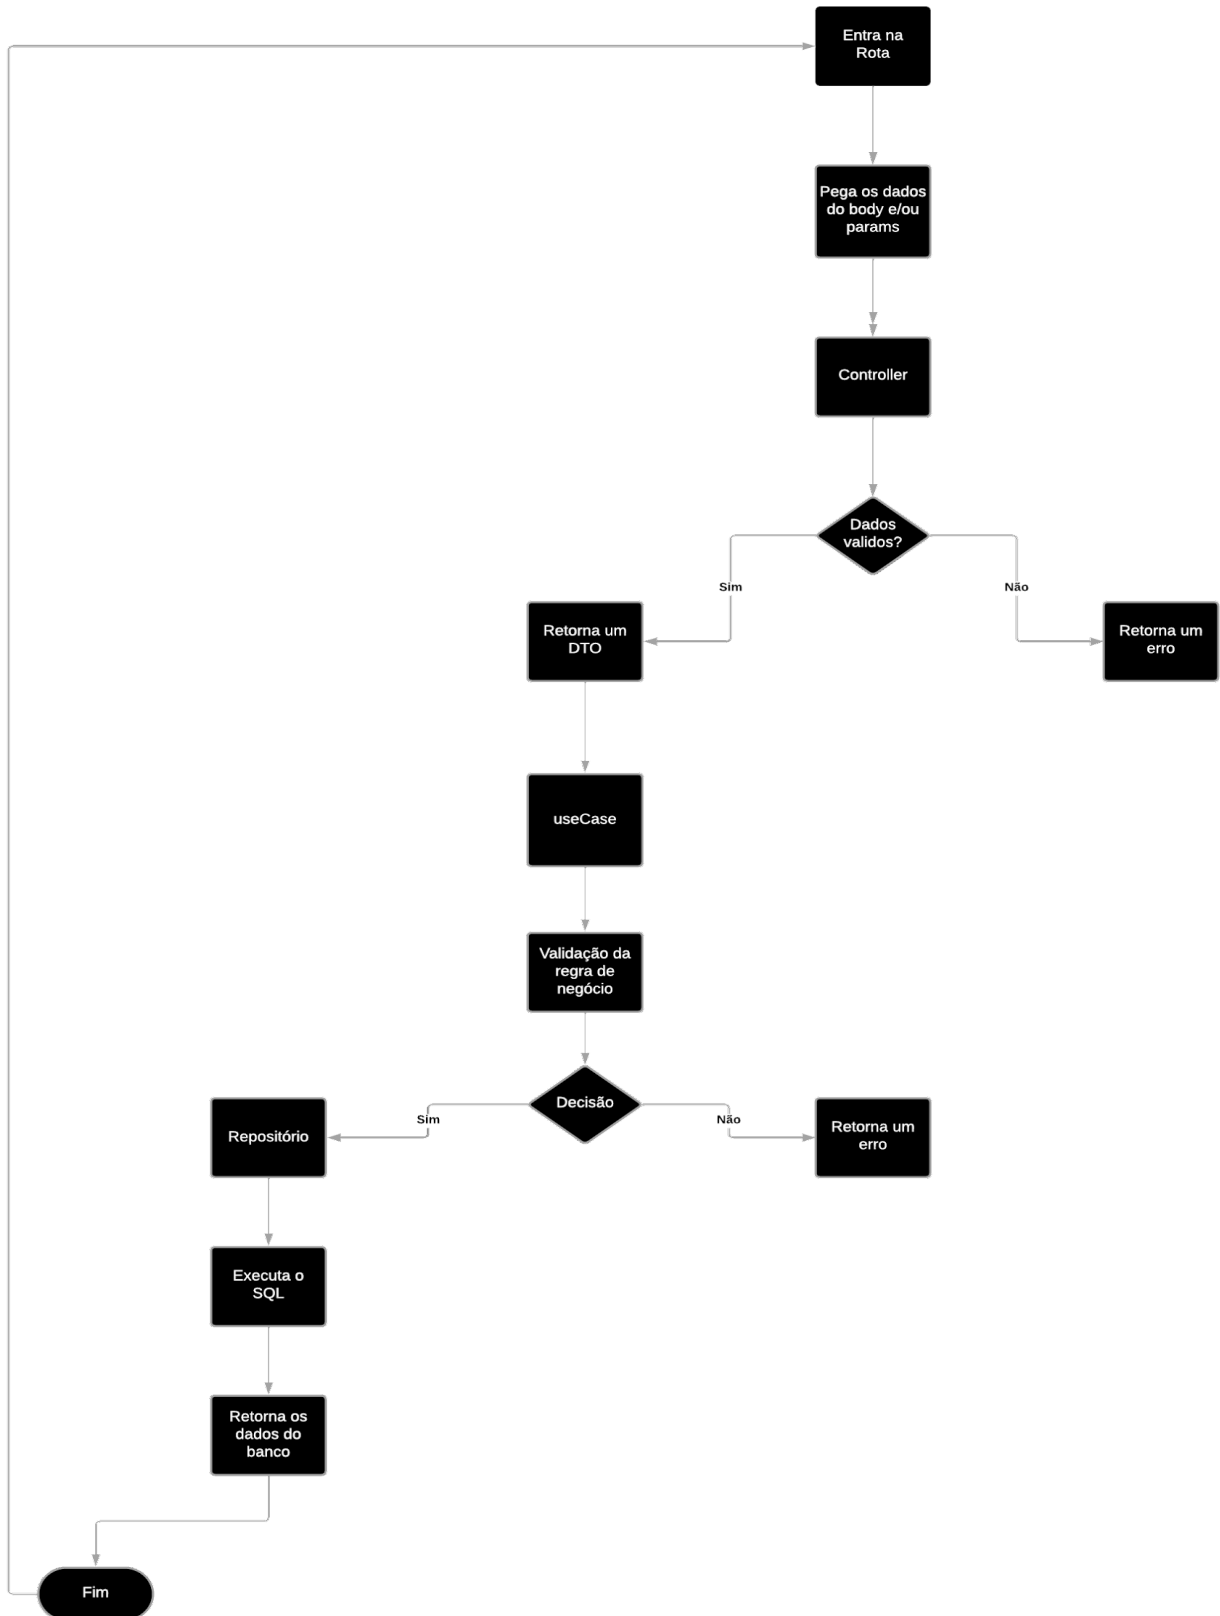 Entra na
Rota
Pega os dados
do body e/ou
params
Controller
Dados
validos?
Sim
Não
Retorna um
DTO
Retorna um
erro
useCase
Validação da
regra de
negócio
Decisão
Sim
Não
Repositório
Retorna um
erro
Executa o
SQL
Retorna os
dados do
banco
Fim